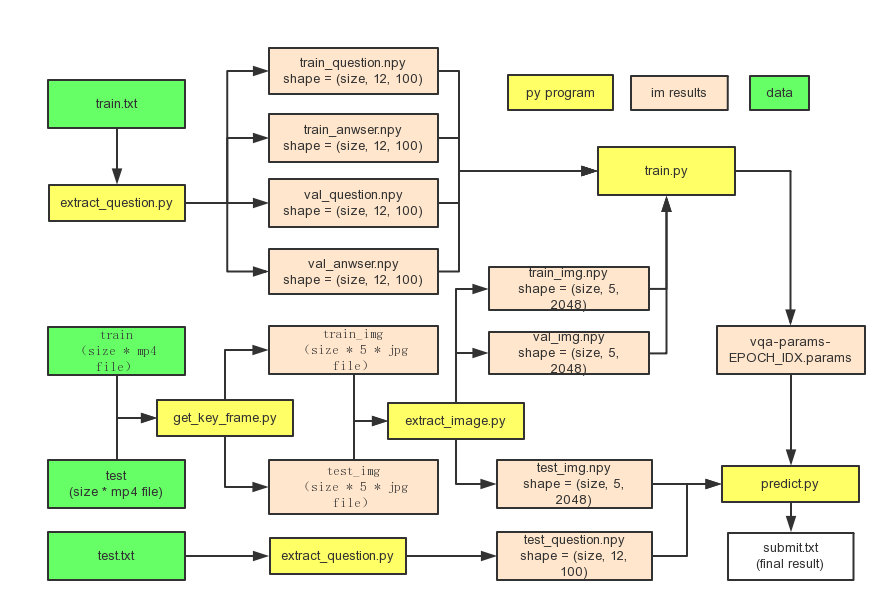 train_question.npy
shape = (size, 12, 100)
py program
im results
data
train.txt
train_anwser.npy
shape = (size, 12, 100)
train.py
extract_question.py
val_question.npy
shape = (size, 12, 100)
val_anwser.npy
shape = (size, 12, 100)
train_img.npy
shape = (size, 5,
2048)
train
（size * mp4
file）
train_img
（size * 5 * jpg
file）
val_img.npy
shape = (size, 5,
2048)
vqa-params-
EPOCH_IDX.params
get_key_frame.py
extract_image.py
test
(size * mp4 file)
test_img
（size * 5 * jpg
file）
test_img.npy
shape = (size, 5,
2048)
predict.py
test.txt
extract_question.py
test_question.npy
shape = (size, 12,
100)
submit.txt
(final result)